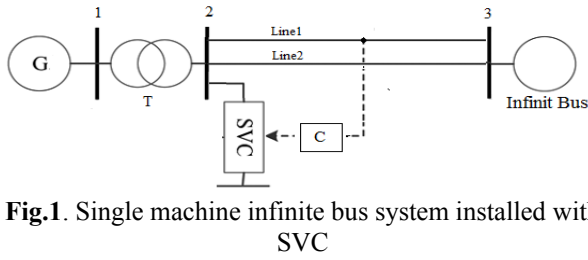 1
2
3
Line1
G
Line2
T
Infinit Bus
SVC
C
Fig.1. Single machine infinite bus system installed wit
SVC